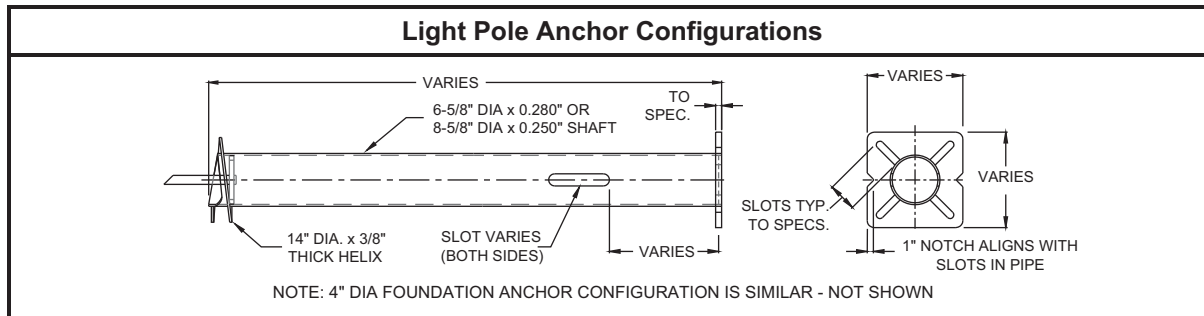 Light Pole Anchor Configurations
VARIES
TO
SPEC.
6-5/8" DIA x 0.280" OR
8-5/8" DIA x 0.250" SHAFT
14" DIA. x 3/8"
THICK HELIX
SLOT VARIES
(BOTH SIDES)
VARIES
VARIES
VARIES
SLOTS TYP.
TO SPECS.
1" NOTCH ALIGNS WITH
SLOTS IN PIPE
NOTE: 4" DIA FOUNDATION ANCHOR CONFIGURATION IS SIMILAR - NOT SHOWN